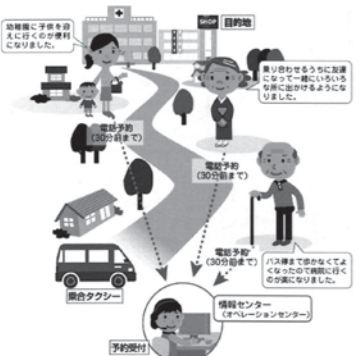 幼稚園に子供を迎
えに行くのが便利
になりました。
SHOP
目的地
乗り合わせるうちに友達
になって一緒にいろいろ
な所に出かけるようにな
りました。
電話予約
(30分前まで)
電話予約
(30分前まで)
電話予約
(30分前まで)
バス停まで歩かなくてよ
くなったので病院に行く
のが楽になりました。
乗合タクシー
情報センター
(オペレーションセンター)
予約受付